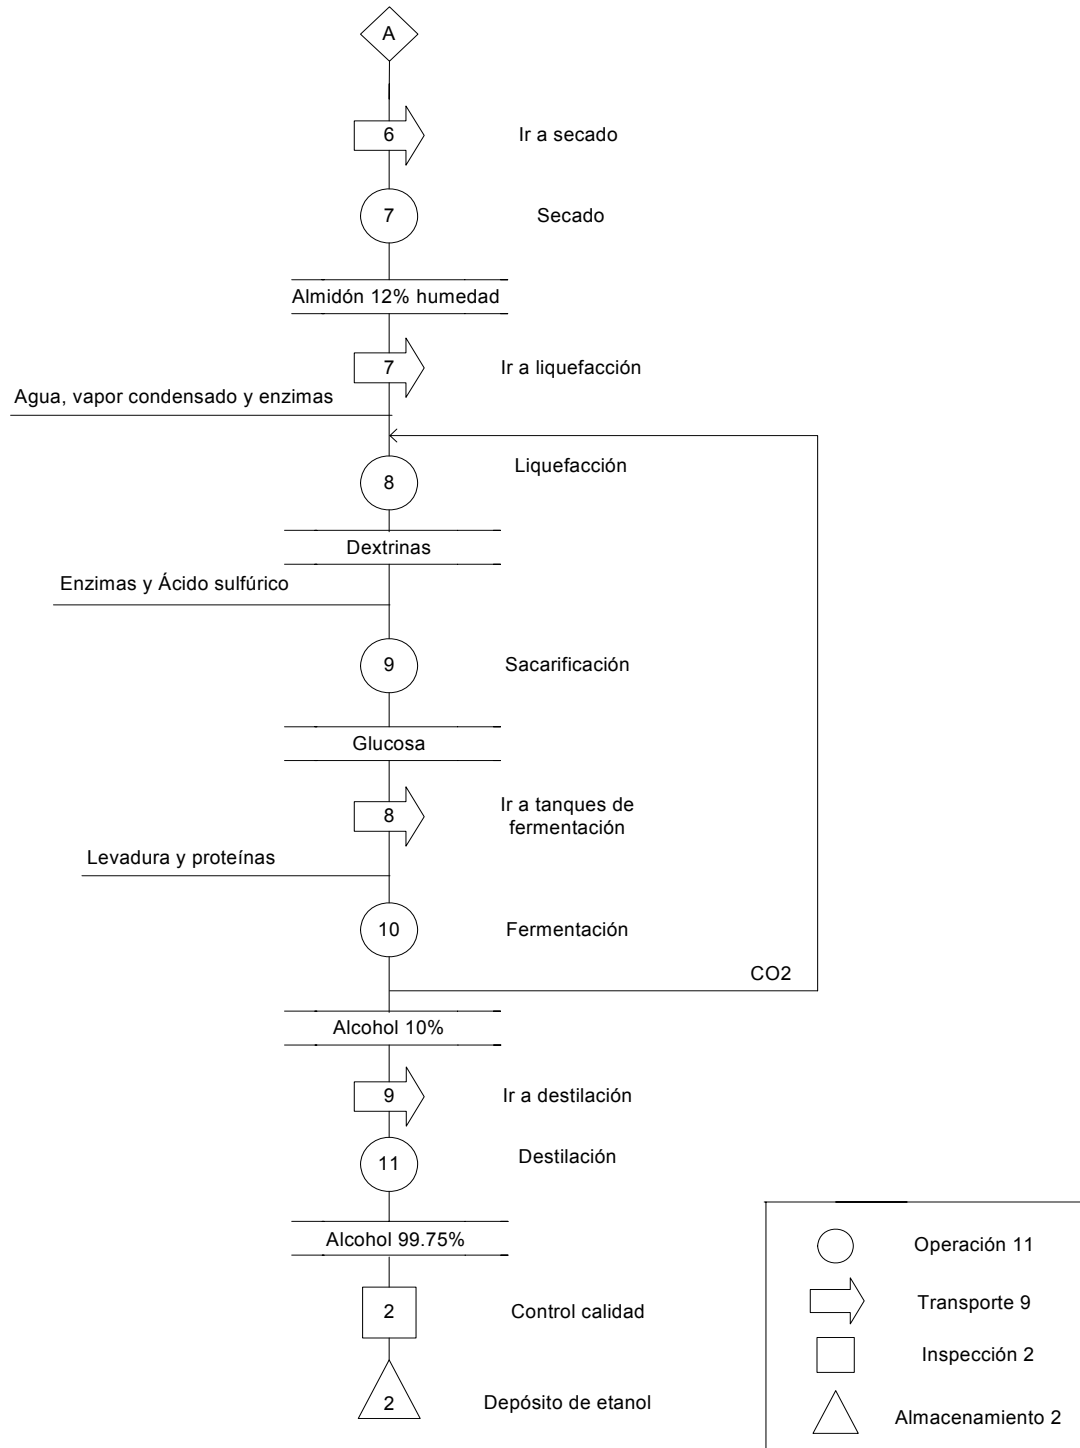 A
6
Ir a secado
7
Secado
Almidón 12% humedad
7
Ir a liquefacción
Agua, vapor condensado y enzimas
Liquefacción
8
Dextrinas
Enzimas y Ácido sulfúrico
9
Sacarificación
Glucosa
8
Ir a tanques de
fermentación
Levadura y proteínas
10
Fermentación
CO2
Alcohol 10%
9
Ir a destilación
11
Destilación
Alcohol 99.75%
2
Control calidad
2
Depósito de etanol
Operación 11
Transporte 9
Inspección 2
Almacenamiento 2